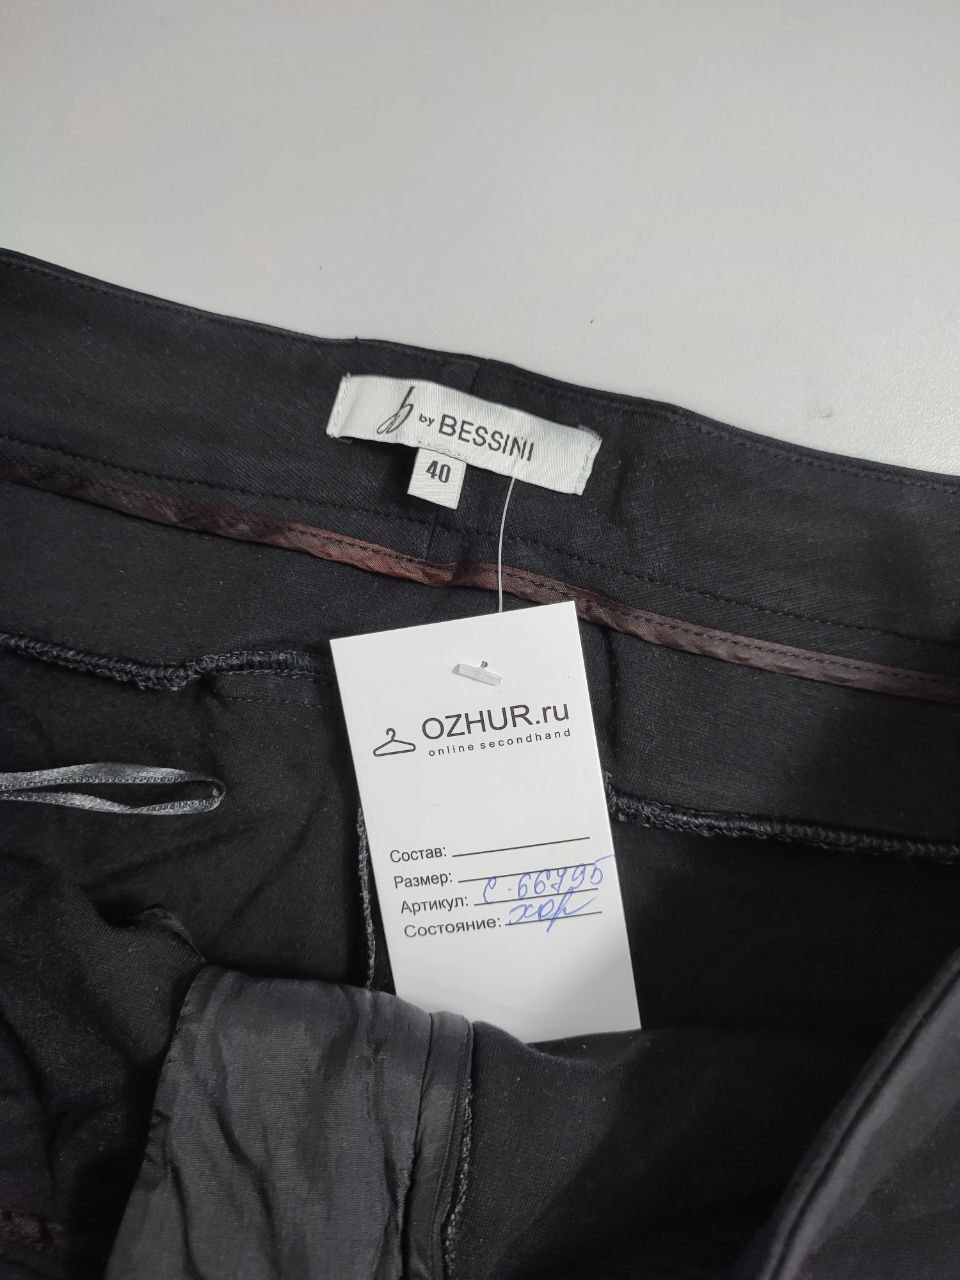 b by BESSINI
40
OZHUR.ru
online secondhand
Состав:
Размер:
Артикул: С-66795
Состояние: хор